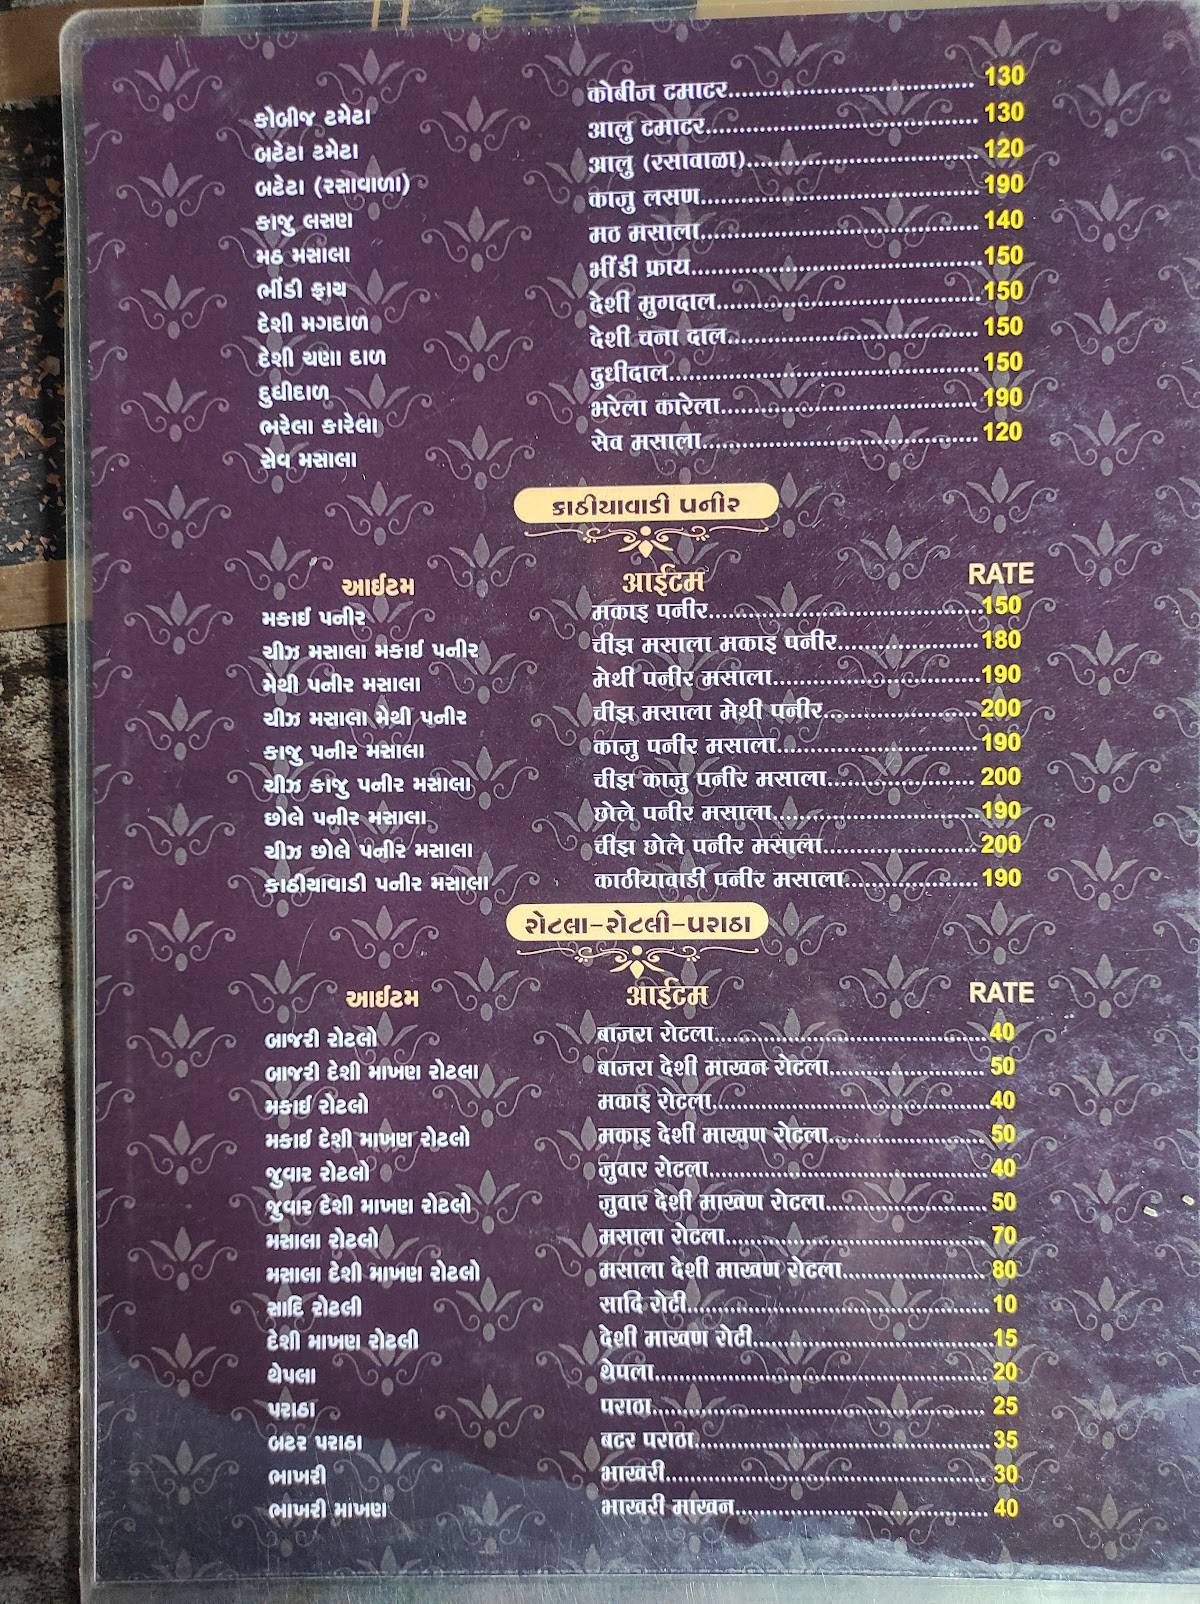 કોબીજ ટમેટા कोबीज टमाटर 130
બટેટા ટમેટા आलु टमाटर 130
બટેટા (રસાવાળા) आलु (रसावाळा) 120
કાજુ લસણ काजु लसण 190
મઠ મસાલા मठ मसाला 140
ભીંડી ફ્રાય भींडी फ्राय 150
દેશી મગદાળ देशी मुगदाल 150
દેશી ચણા દાળ देशी चना दाल 150
દુધીદાળ दुधीदाल 150
ભરેલા કારેલા भरेला कारेला 190
સેવ મસાલા सेव मसाला 120
કાઠીયાવાડી પનીર
આઈટમ आईटम RATE
મકાઈ પનીર मकाइ पनीर 150
ચીઝ મસાલા મકાઈ પનીર चीझ मसाला मकाइ पनीर 180
મેથી પનીર મસાલા मेथी पनीर मसाला 190
ચીઝ મસાલા મેથી પનીર चीझ मसाला मेथी पनीर 200
કાજુ પનીર મસાલા काजु पनीर मसाला 190
ચીઝ કાજુ પનીર મસાલા चीझ काजु पनीर मसाला 200
છોલે પનીર મસાલા छोले पनीर मसाला 190
ચીઝ છોલે પનીર મસાલા चीझ छोले पनीर मसाला 200
કાઠીયાવાડી પનીર મસાલા काठीयावाडी पनीर मसाला 190
રોટલા-રોટલી-પરાઠા
આઈટમ आईटम RATE
બાજરી રોટલો बाजरा रोटला 40
બાજરી દેશી માખણ રોટલા बाजरा देशी माखन रोटला 50
મકાઈ રોટલો मकाइ रोटला 40
મકાઈ દેશી માખણ રોટલો मकाइ देशी माखण रोटला 50
જુવાર રોટલો जुवार रोटला 40
જુવાર દેશી માખણ રોટલો जुवार देशी माखण रोटला 50
મસાલા રોટલો मसाला रोटला 70
મસાલા દેશી માખણ રોટલો मसाला देशी माखण रोटला 80
સાદિ રોટલી सादि रोटी 10
દેશી માખણ રોટલી देशी माखण रोटी 15
થેપલા थेपला 20
પરાઠા पराठा 25
બટર પરાઠા बटर पराठा 35
ભાખરી भाखरी 30
ભાખરી માખણ भाखरी माखन 40